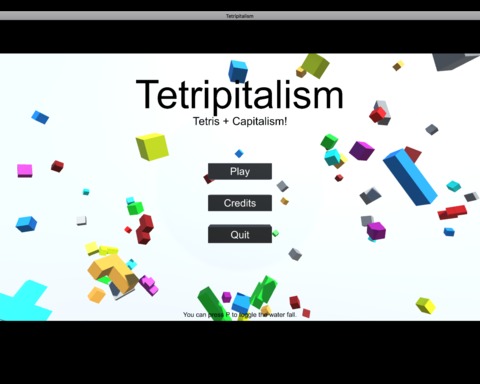 Tetripitalism
Tetripitalism
Tetris + Capitalism!
Play
Credits
Quit
You can press P to toggle the water fall.